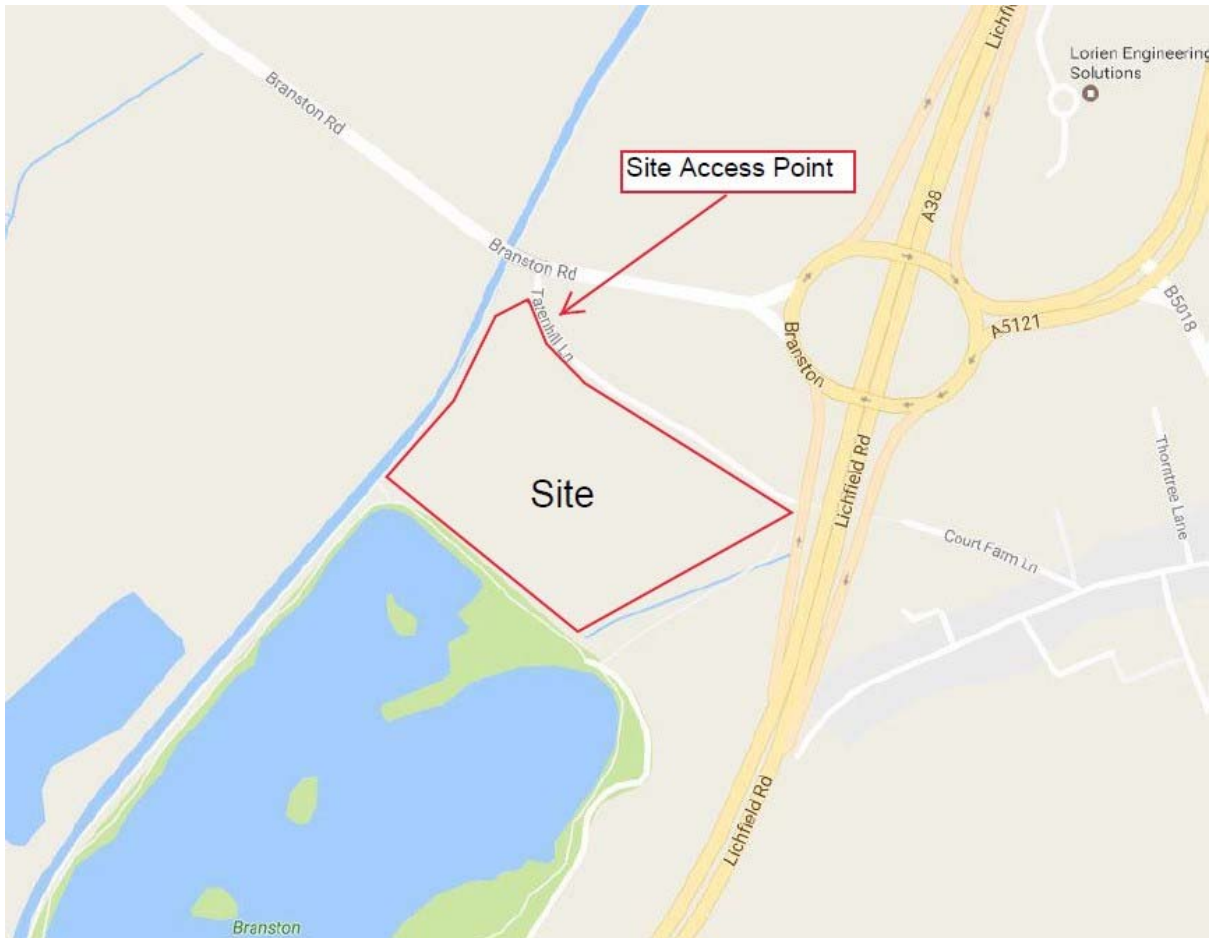 Lichfi
Lorien Engineering
Solutions
Branston Rd
Site Access Point
A38
Branston Rd
B5018
Tatenhill Ln
A5121
Branston
Site
Lichfield Rd
Thorntree Lane
Court Farm Ln
Lichfield Rd
Branston